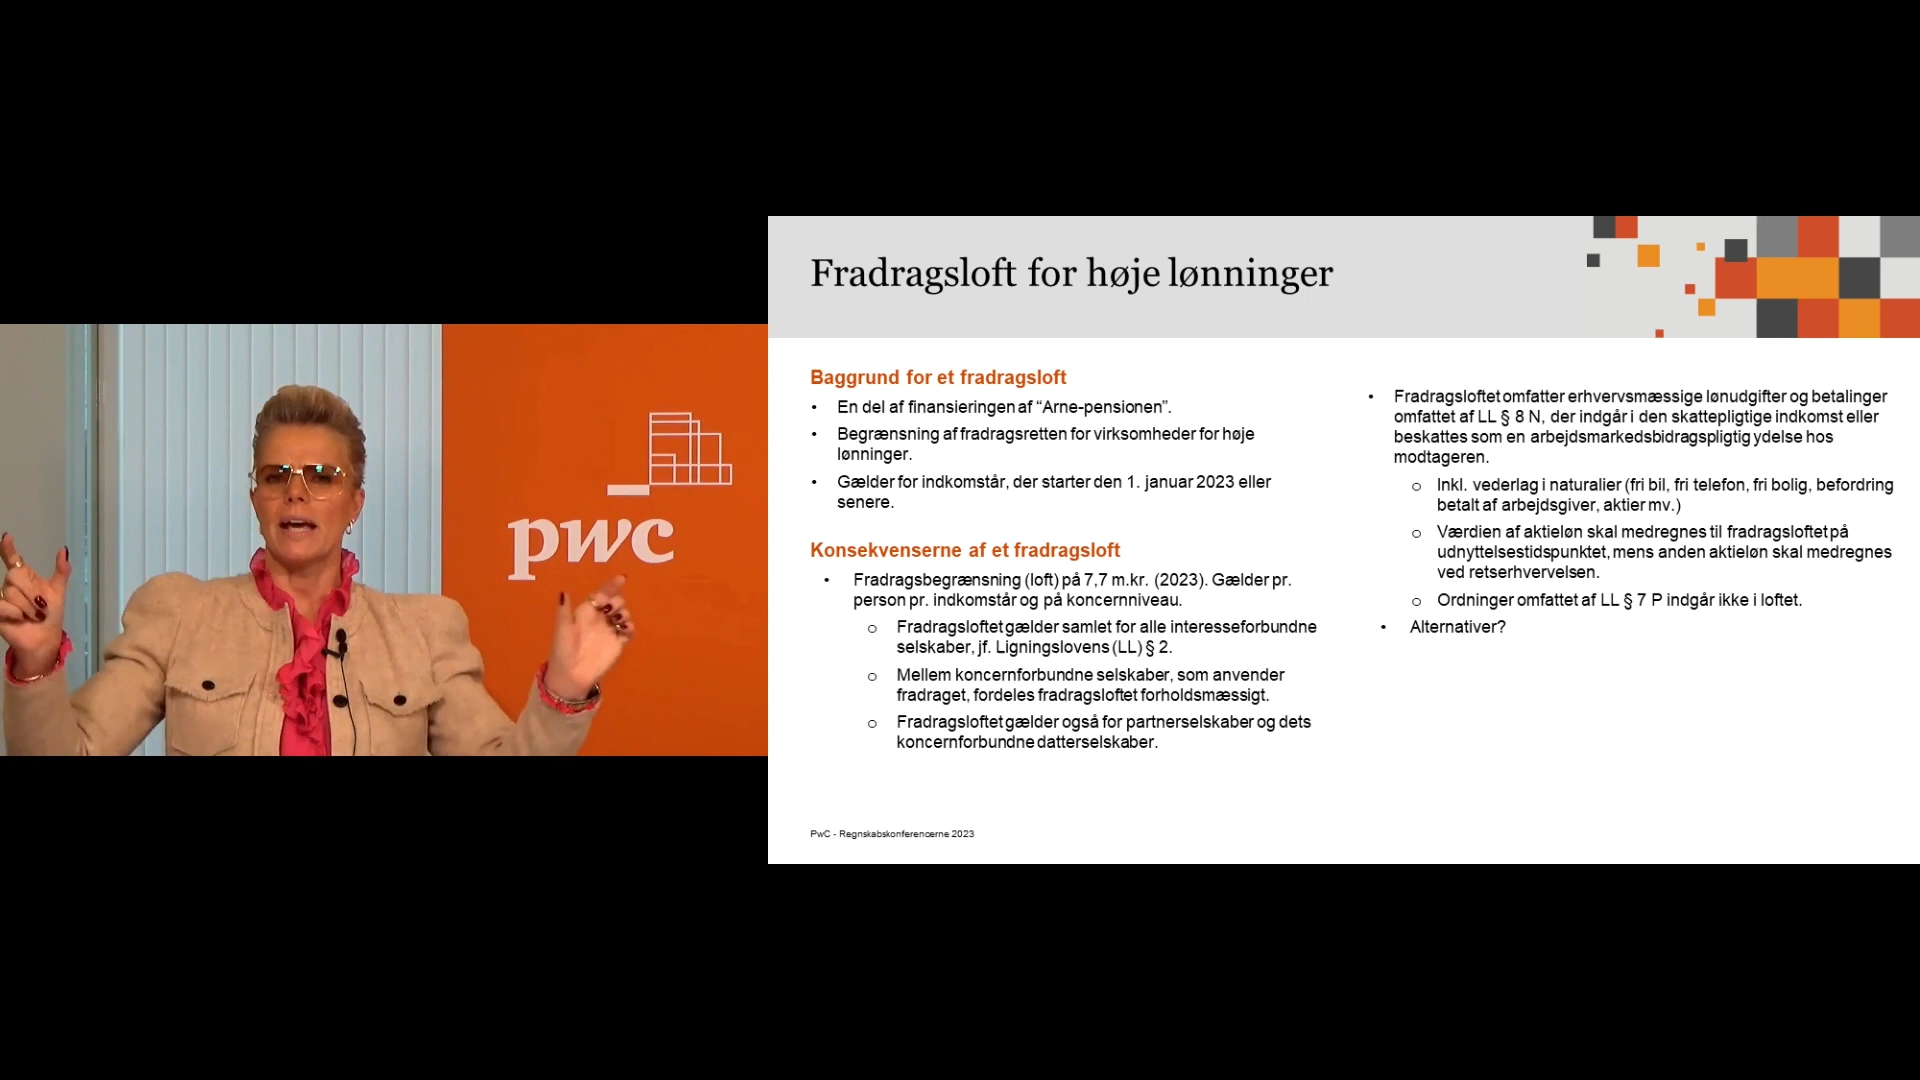 pwc
Fradragsloft for høje lønninger
Baggrund for et fradragsloft
• En del af finansieringen af “Arne-pensionen”.
• Begrænsning af fradragsretten for virksomheder for høje
lønninger.
• Gælder for indkomstår, der starter den 1. januar 2023 eller
senere.
Konsekvenserne af et fradragsloft
• Fradragsbegrænsning (loft) på 7,7 m.kr. (2023). Gælder pr.
person pr. indkomstår og på koncernniveau.
o Fradragsloftet gælder samlet for alle interesseforbundne
selskaber, jf. Ligningslovens (LL) § 2.
o Mellem koncernforbundne selskaber, som anvender
fradraget, fordeles fradragsloftet forholdsmæssigt.
o Fradragsloftet gælder også for partnerselskaber og dets
koncernforbundne datterselskaber.
• Fradragsloftet omfatter erhvervsmæssige lønudgifter og betalinger
omfattet af LL § 8 N, der indgår i den skattepligtige indkomst eller
beskattes som en arbejdsmarkedsbidragspligtig ydelse hos
modtageren.
o Inkl. vederlag i naturalier (fri bil, fri telefon, fri bolig, befordring
betalt af arbejdsgiver, aktier mv.)
o Værdien af aktieløn skal medregnes til fradragsloftet på
udnyttelsestidspunktet, mens anden aktieløn skal medregnes
ved retserhvervelsen.
o Ordninger omfattet af LL § 7 P indgår ikke i loftet.
• Alternativer?
PwC - Regnskabskonferencerne 2023